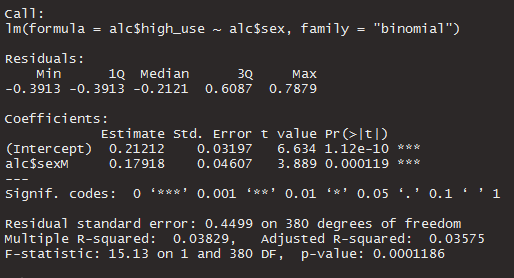 Call:
lm(formula = alc$high_use ~ alc$sex, family = "binomial")
Residuals:
Min 1Q Median 3Q Max
-0.3913 -0.3913 -0.2121 0.6087 0.7879
Coefficients:
Estimate Std. Error t value Pr(>|t|)
(Intercept) 0.21212 0.03197 6.634 1.12e-10 ***
alc$sexM 0.17918 0.04607 3.889 0.000119 ***
---
Signif. codes: 0 ‘***’ 0.001 ‘**’ 0.01 ‘*’ 0.05 ‘.’ 0.1 ‘ ’ 1
Residual standard error: 0.4499 on 380 degrees of freedom
Multiple R-squared: 0.03829, Adjusted R-squared: 0.03575
F-statistic: 15.13 on 1 and 380 DF, p-value: 0.0001186